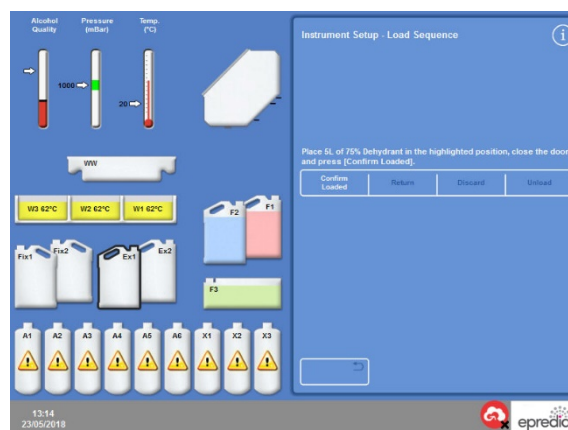 Alcohol Quality
Pressure (mBar)
Temp. (°C)
Instrument Setup - Load Sequence
i
1000
20
Place 5L of 75% Dehydrant in the highlighted position, close the door
and press [Confirm Loaded].
Confirm Loaded
Return
Discard
Unload
WW
W3 62°C
W2 62°C
W1 62°C
F2
F1
Fix1
Fix2
Ex1
Ex2
F3
A1
A2
A3
A4
A5
A6
X1
X2
X3
13:14
23/05/2018
epredia